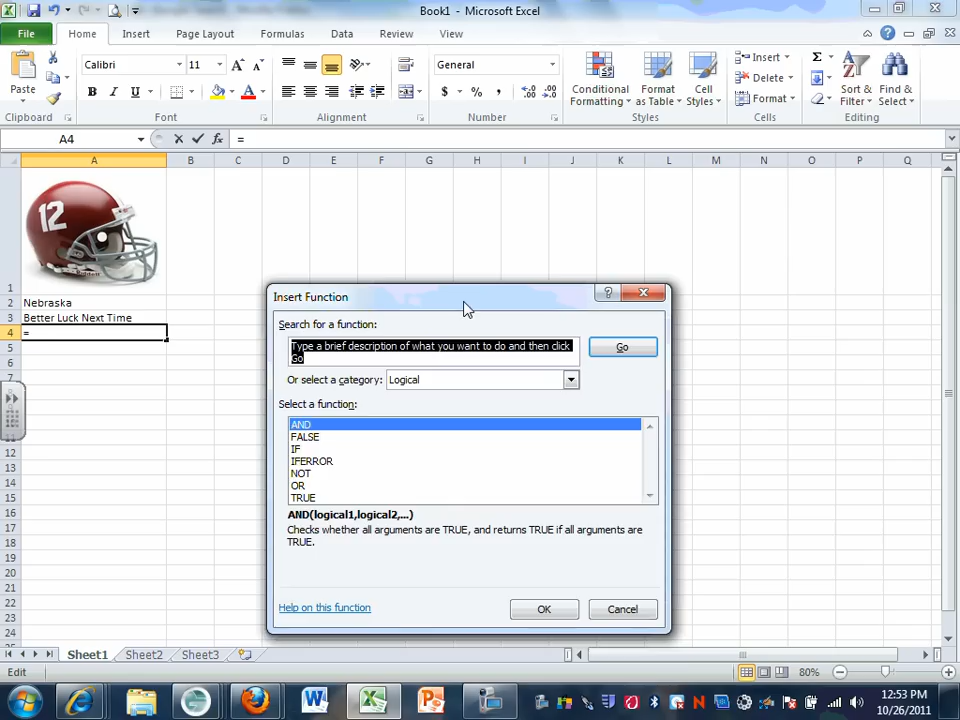 Book1 - Microsoft Excel
File Home Insert Page Layout Formulas Data Review View
Calibri 11 General Insert
Paste Conditional Formatting Format as Table Cell Styles Delete Sort & Filter Find & Select
B I U A $ % , Format
Clipboard Font Alignment Number Styles Cells Editing
A4 fx =
A B C D E F G H I J K L M N O P Q
12
1
2 Nebraska
3 Better Luck Next Time
4 =
5
6
7
12
13
14
15
16
17
18
19
20
21
22
23
24
Insert Function
Search for a function:
Type a brief description of what you want to do and then click
Go
Go
Or select a category: Logical
Select a function:
AND
FALSE
IF
IFERROR
NOT
OR
TRUE
AND(logical1,logical2,...)
Checks whether all arguments are TRUE, and returns TRUE if all arguments are
TRUE.
Help on this function OK Cancel
Sheet1 Sheet2 Sheet3
Edit 80%
12:53 PM
10/26/2011